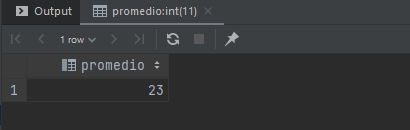 Output promedio:int(11)
1 row
promedio
1 23